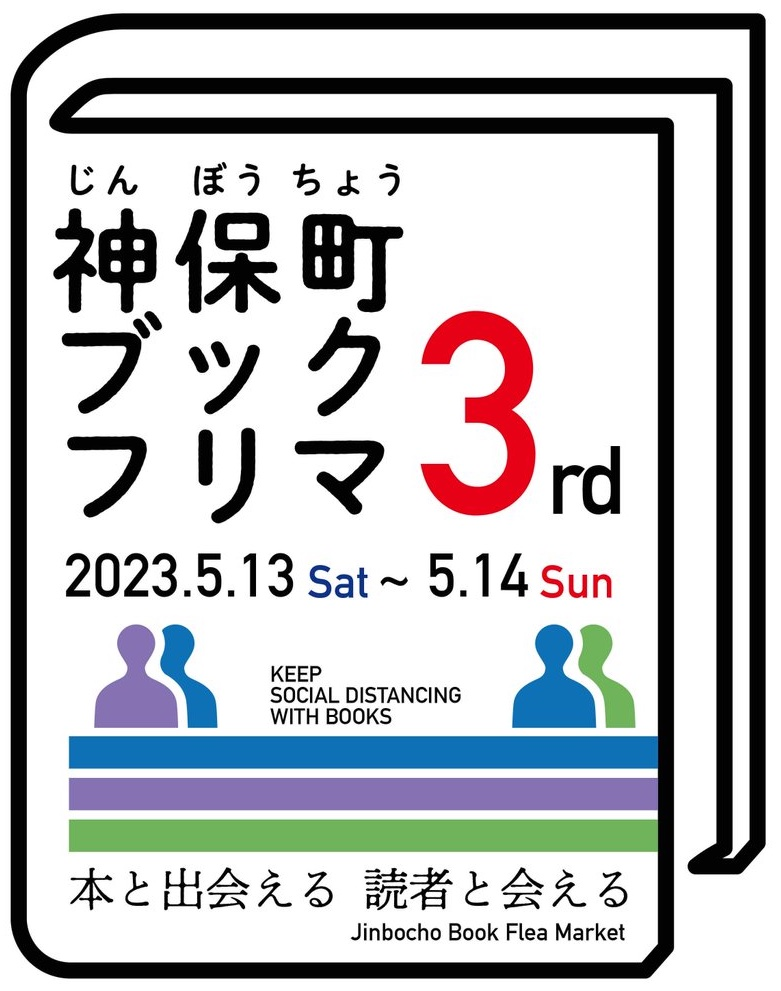 じんぼうちょう
神保町
ブック
フリマ
3rd
2023.5.13 Sat ~ 5.14 Sun
KEEP
SOCIAL DISTANCING
WITH BOOKS
本と出会える 読者と会える
Jinbocho Book Flea Market